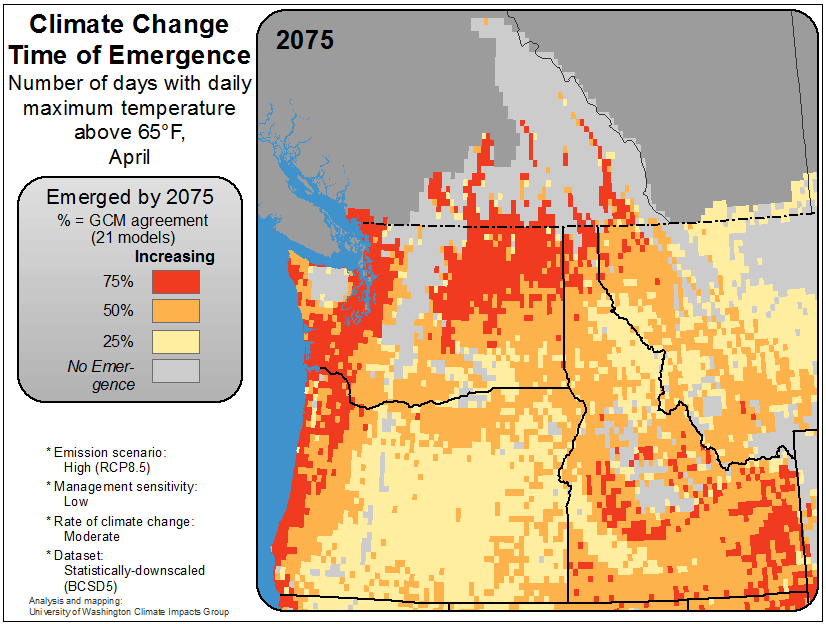 Climate Change
Time of Emergence
Number of days with daily
maximum temperature
above 65°F,
April
2075
Emerged by 2075
% = GCM agreement
(21 models)
Increasing
75%
50%
25%
No Emer-
gence
* Emission scenario:
High (RCP8.5)
* Management sensitivity:
Low
* Rate of climate change:
Moderate
* Dataset:
Statistically-downscaled
(BCSD5)
Analysis and mapping:
University of Washington Climate Impacts Group